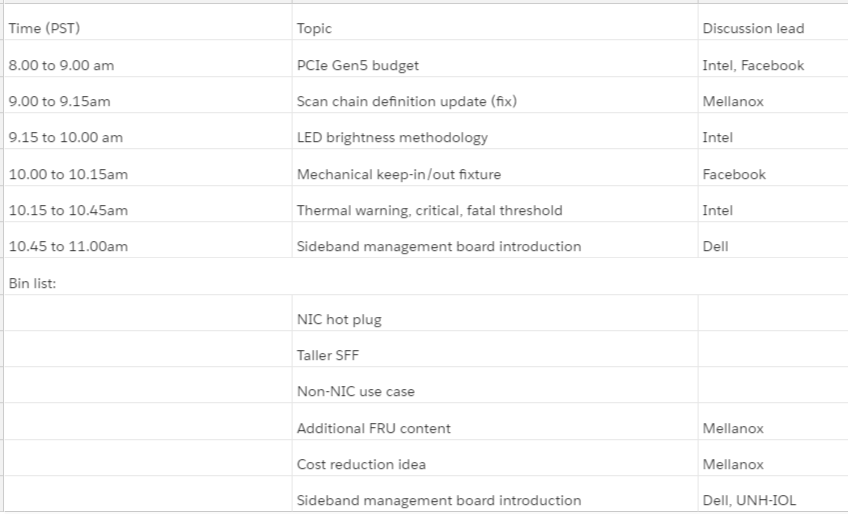 Time (PST) Topic Discussion lead
8.00 to 9.00 am PCIe Gen5 budget Intel, Facebook
9.00 to 9.15am Scan chain definition update (fix) Mellanox
9.15 to 10.00 am LED brightness methodology Intel
10.00 to 10.15am Mechanical keep-in/out fixture Facebook
10.15 to 10.45am Thermal warning, critical, fatal threshold Intel
10.45 to 11.00am Sideband management board introduction Dell
Bin list:
NIC hot plug
Taller SFF
Non-NIC use case
Additional FRU content Mellanox
Cost reduction idea Mellanox
Sideband management board introduction Dell, UNH-IOL